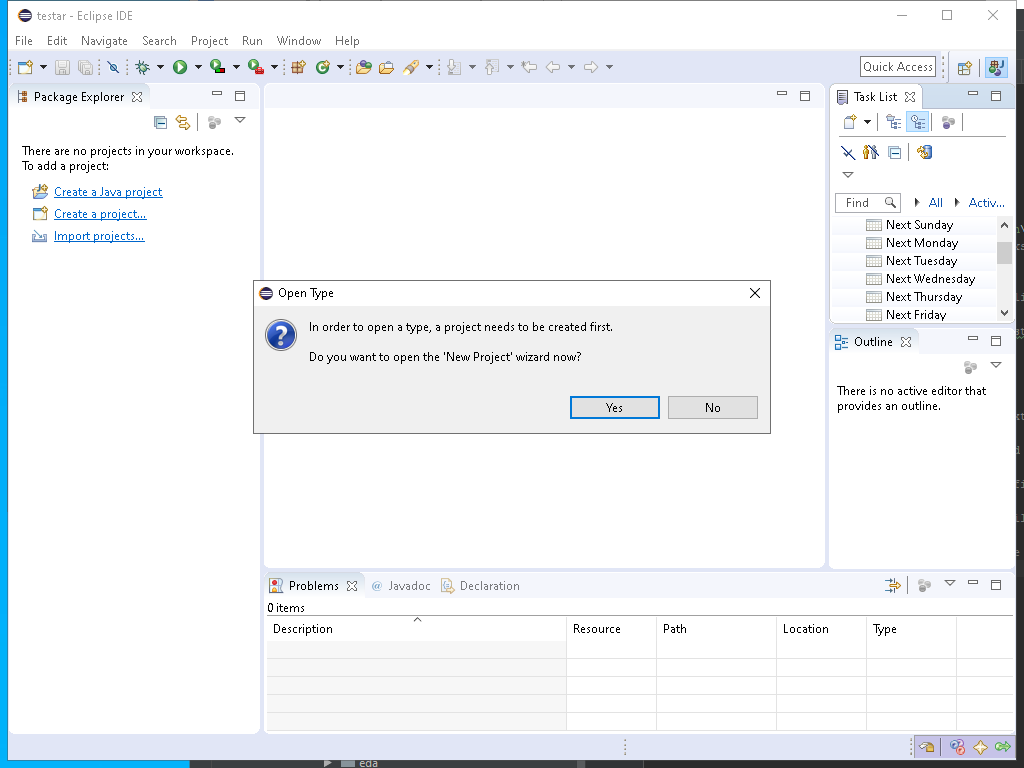 testar - Eclipse IDE
File Edit Navigate Search Project Run Window Help
Quick Access
Package Explorer
There are no projects in your workspace.
To add a project:
Create a Java project
Create a project...
Import projects...
Task List
Find
All
Activ...
Next Sunday
Next Monday
Next Tuesday
Next Wednesday
Next Thursday
Next Friday
Open Type
In order to open a type, a project needs to be created first.
Do you want to open the 'New Project' wizard now?
Yes
No
Outline
There is no active editor that
provides an outline.
Problems @ Javadoc Declaration
0 items
Description Resource Path Location Type
eda